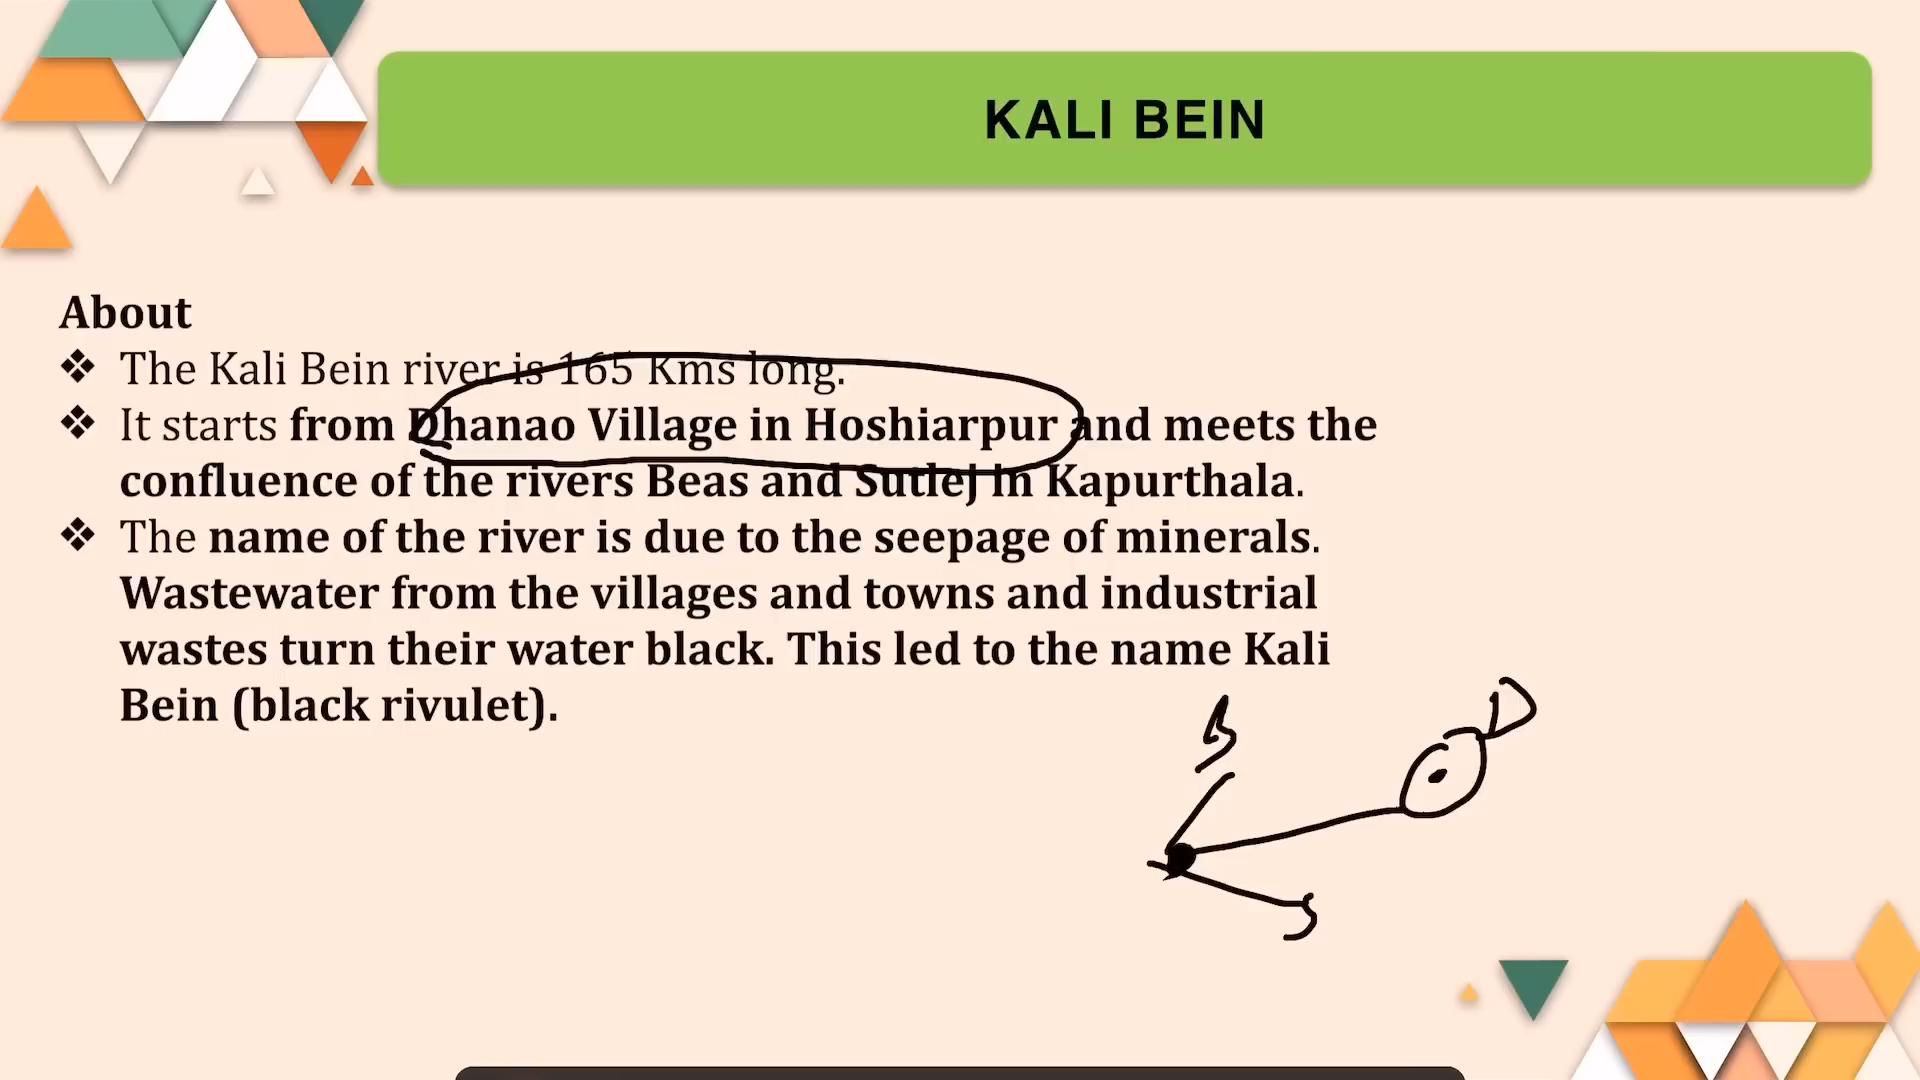 KALI BEIN
About
❖ The Kali Bein river is 165 Kms long.
❖ It starts from Dhanao Village in Hoshiarpur and meets the
confluence of the rivers Beas and Sutlej in Kapurthala.
❖ The name of the river is due to the seepage of minerals.
Wastewater from the villages and towns and industrial
wastes turn their water black. This led to the name Kali
Bein (black rivulet).
D
B
S